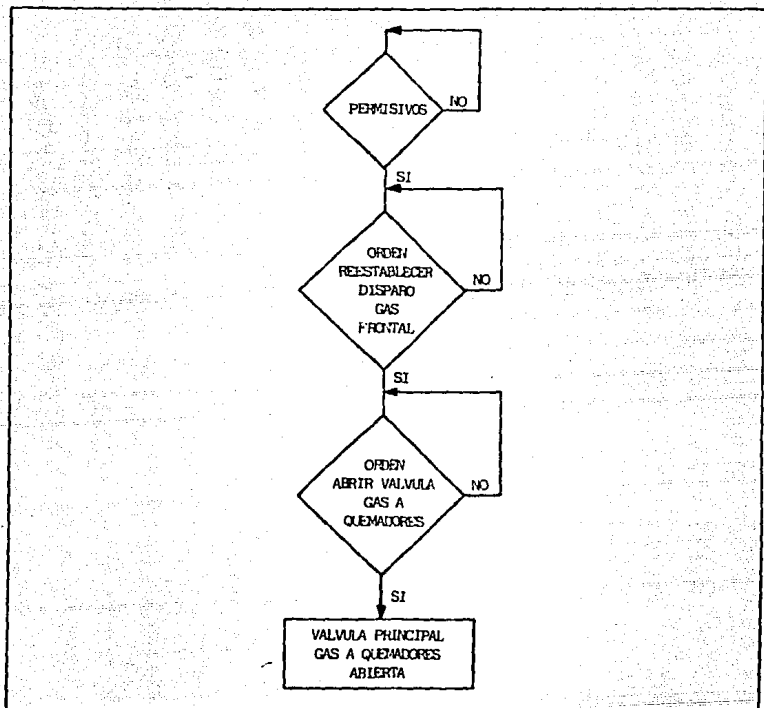 PERMISIVOS
NO
SI
ORDEN
REESTABLECER
DISPARO
GAS
FRONTAL
NO
SI
ORDEN
ABRIR VALVULA
GAS A
QUEMADORES
NO
SI
VALVULA PRINCIPAL
GAS A QUEMADORES
ABIERTA